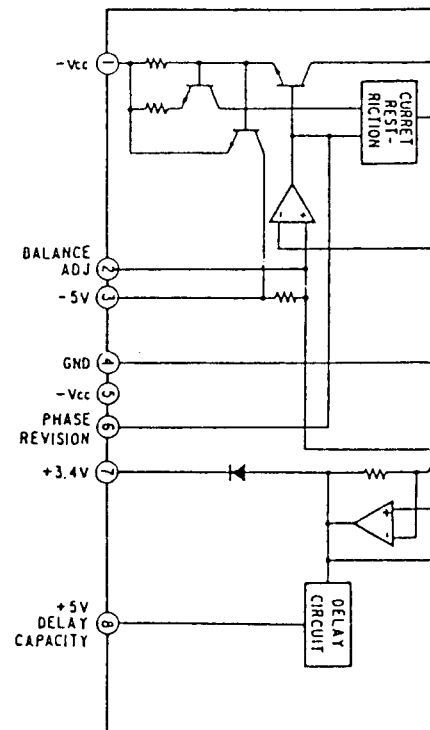 -Vcc 1
CURRET
REST-
RICTION
- +
BALANCE
ADJ 2
-5V 3
GND 4
-Vcc 5
PHASE
REVISION 6
+3.4V 7
+
-
+5V
DELAY
CAPACITY 8
DELAY
CIRCUIT